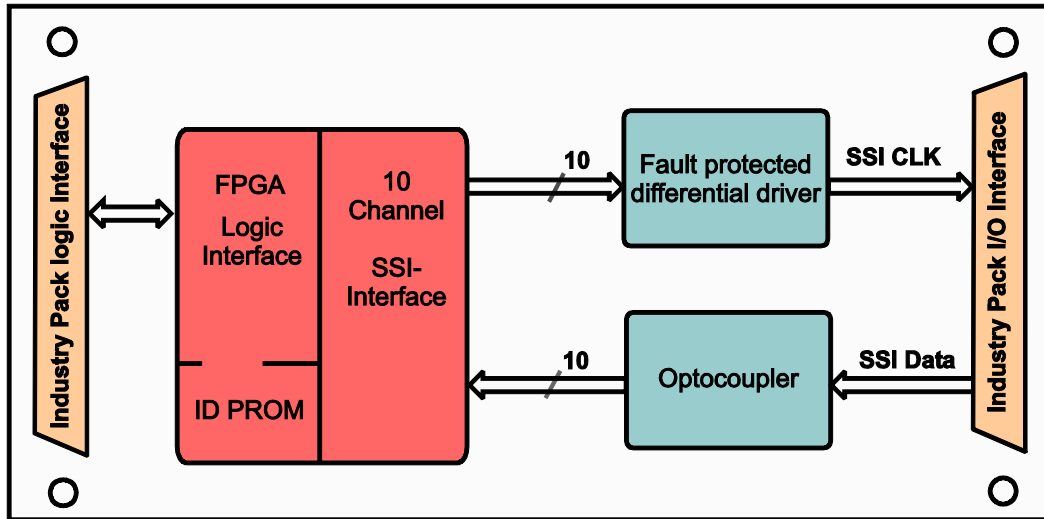 Industry Pack logic Interface
FPGA
Logic
Interface
ID PROM
10
Channel
SSI-
Interface
10
Fault protected
differential driver
SSI CLK
10
Optocoupler
SSI Data
Industry Pack I/O Interface